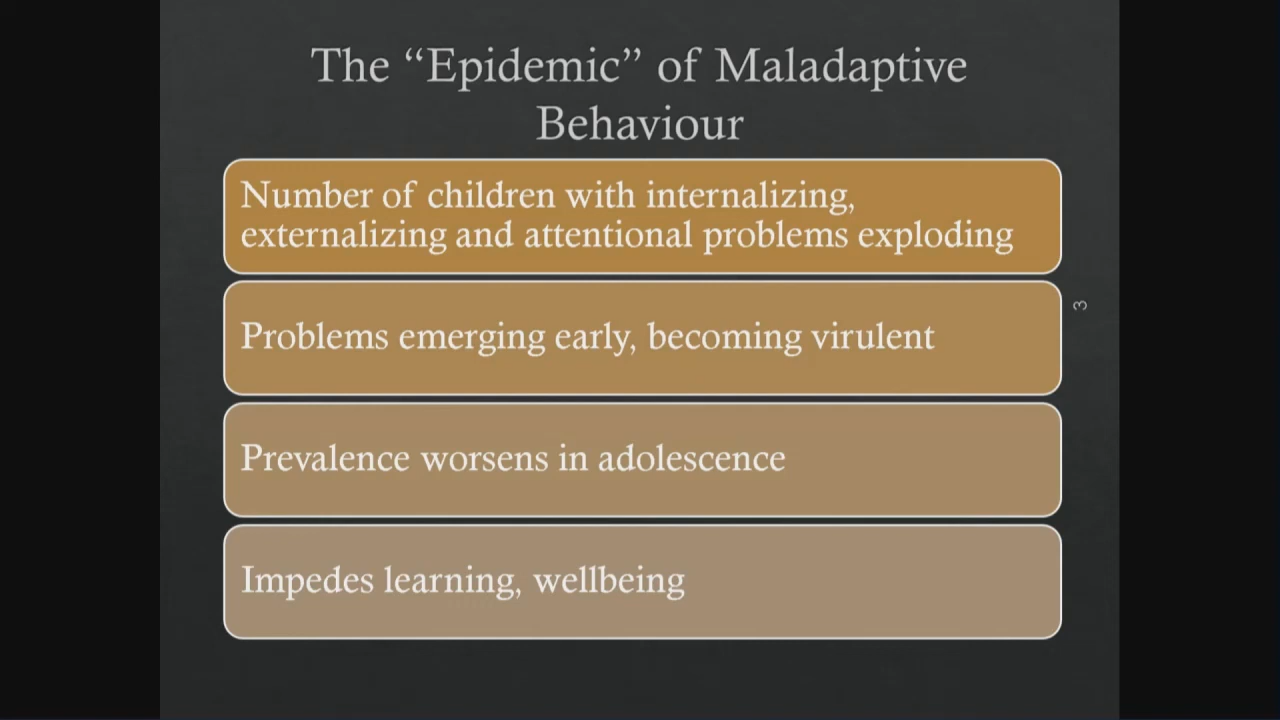 The “Epidemic” of Maladaptive
Behaviour
Number of children with internalizing,
externalizing and attentional problems exploding
Problems emerging early, becoming virulent
3
Prevalence worsens in adolescence
Impedes learning, wellbeing